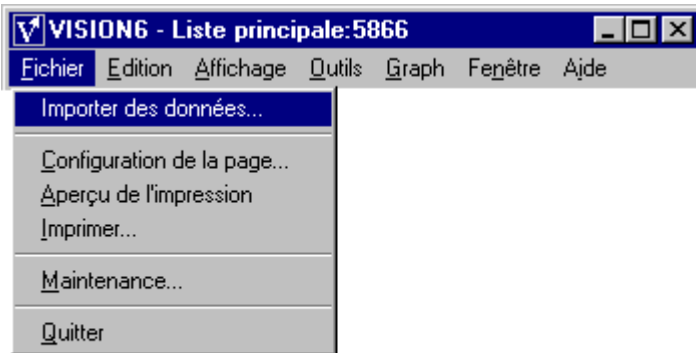 VISION6 - Liste principale:5866
Fichier Edition Affichage Outils Graph Fenêtre Aide
Importer des données...
Configuration de la page...
Aperçu de l'impression
Imprimer...
Maintenance...
Quitter